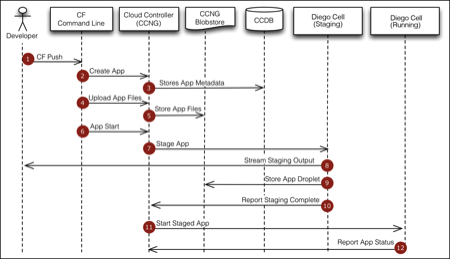 Developer
CF
Command Line
Cloud Controller
(CCNG)
CCNG
Blobstore
CCDB
Diego Cell
(Staging)
Diego Cell
(Running)
1 CF Push
2 Create App
3 Stores App Metadata
4 Upload App Files
5 Store App Files
6 App Start
7 Stage App
Stream Staging Output 8
Store App Droplet 9
Report Staging Complete 10
11 Start Staged App
Report App Status 12